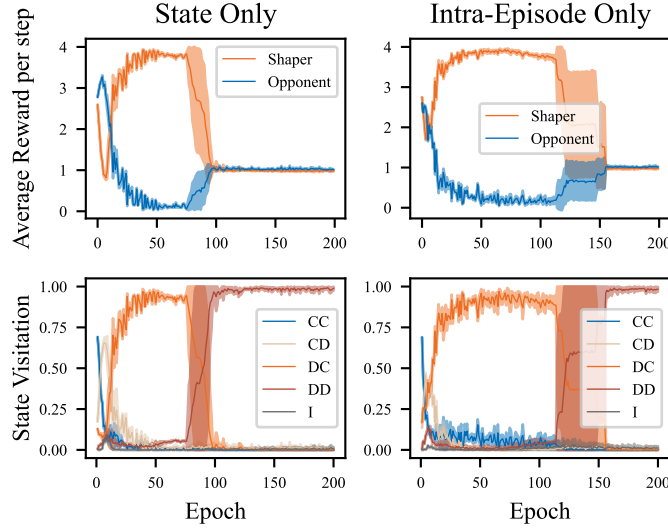 State Only
Intra-Episode Only
Average Reward per step
4
3
2
1
0
Shaper
Opponent
0
50
100
150
200
4
3
2
1
0
Shaper
Opponent
0
50
100
150
200
State Visitation
1.00
0.75
0.50
0.25
0.00
CC
CD
DC
DD
I
0
50
100
150
200
Epoch
1.00
0.75
0.50
0.25
0.00
CC
CD
DC
DD
I
0
50
100
150
200
Epoch